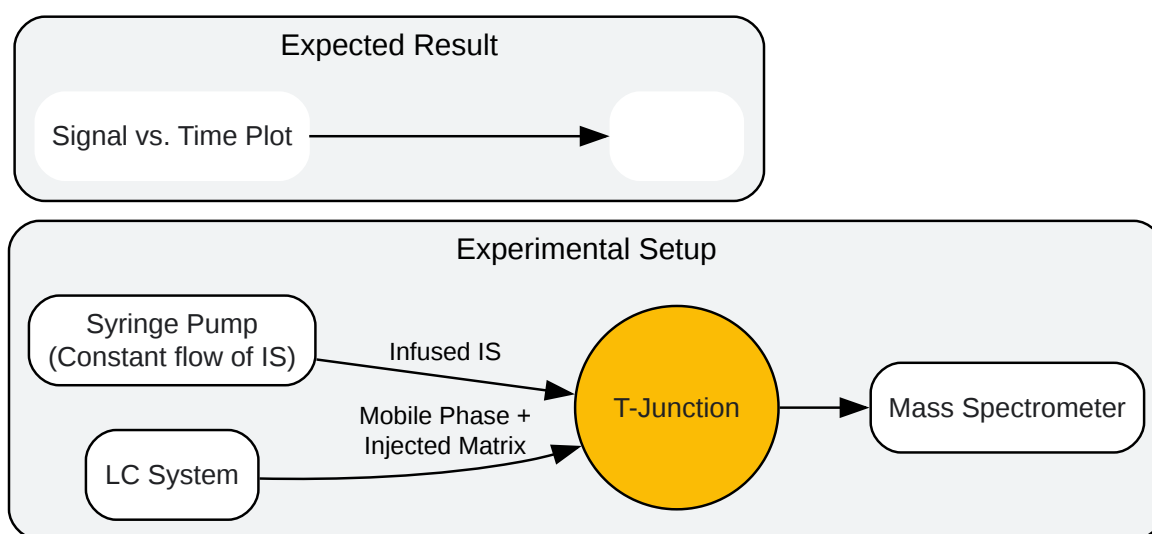 Expected Result
Signal vs. Time Plot
Experimental Setup
Syringe Pump
(Constant flow of IS)
Infused IS
Mobile Phase +
Injected Matrix
LC System
T-Junction
Mass Spectrometer